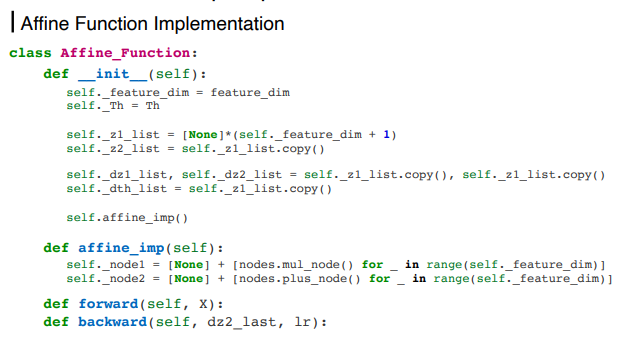 Affine Function Implementation
class Affine_Function:
    def __init__(self):
        self._feature_dim = feature_dim
        self._Th = Th
        self._z1_list = [None]*(self._feature_dim + 1)
        self._z2_list = self._z1_list.copy()
        self._dz1_list, self._dz2_list = self._z1_list.copy(), self._z1_list.copy()
        self._dth_list = self._z1_list.copy()
        self.affine_imp()
    def affine_imp(self):
        self._node1 = [None] + [nodes.mul_node() for _ in range(self._feature_dim)]
        self._node2 = [None] + [nodes.plus_node() for _ in range(self._feature_dim)]
    def forward(self, X):
    def backward(self, dz2_last, lr):